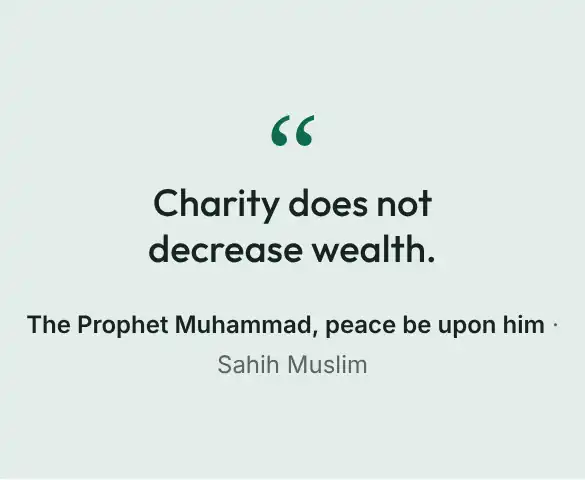 “
Charity does not
decrease wealth.
The Prophet Muhammad, peace be upon him ·
Sahih Muslim